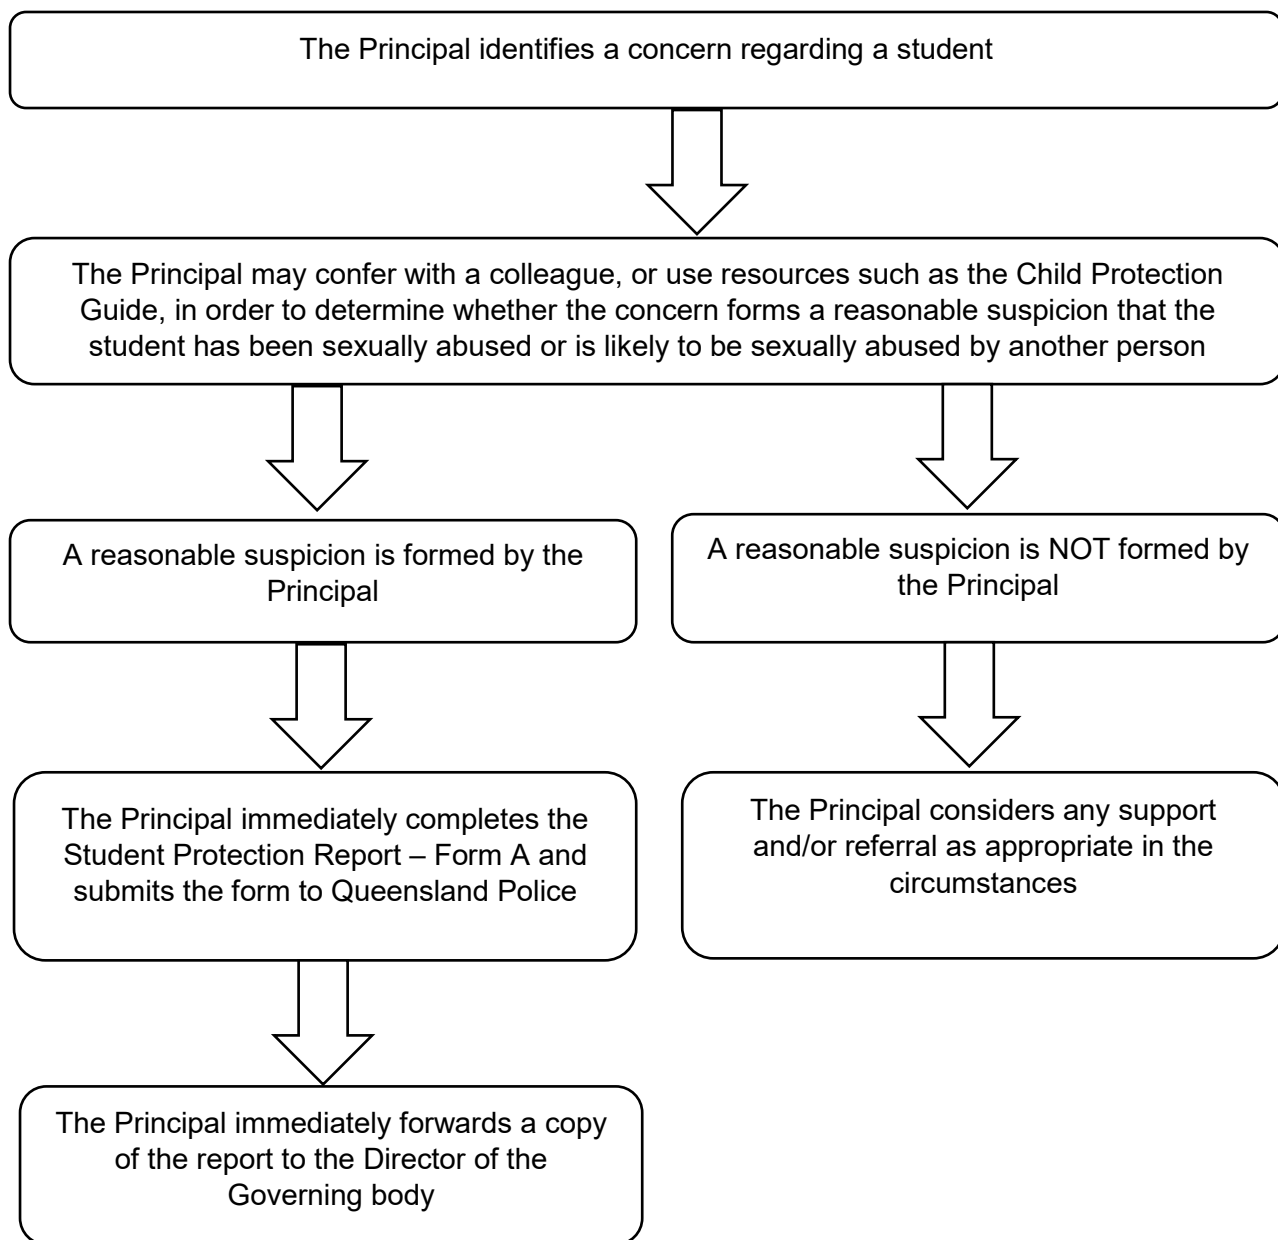 The Principal identifies a concern regarding a student
The Principal may confer with a colleague, or use resources such as the Child Protection
Guide, in order to determine whether the concern forms a reasonable suspicion that the
student has been sexually abused or is likely to be sexually abused by another person
A reasonable suspicion is formed by the
Principal
A reasonable suspicion is NOT formed by
the Principal
The Principal immediately completes the
Student Protection Report – Form A and
submits the form to Queensland Police
The Principal considers any support
and/or referral as appropriate in the
circumstances
The Principal immediately forwards a copy
of the report to the Director of the
Governing body